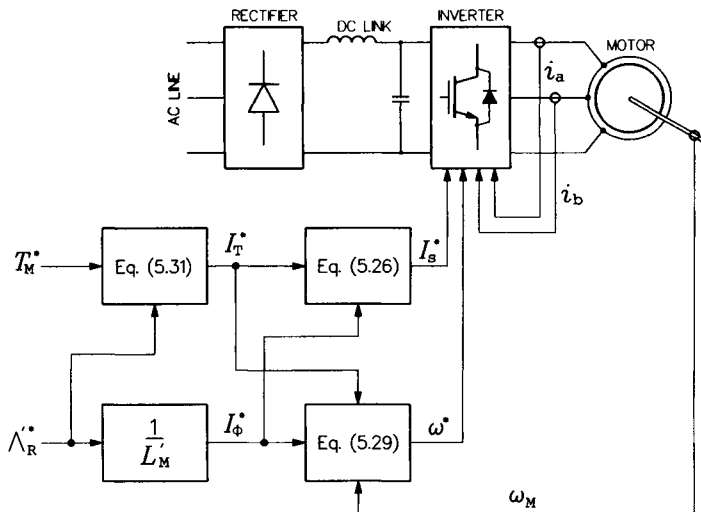 RECTIFIER
DC LINK
INVERTER
MOTOR
AC LINE
i_a
i_b
T_M^*
Eq. (5.31)
I_T^*
Eq. (5.26)
I_S^*
Λ_R^'*
1/L'_M
I_Φ^*
Eq. (5.29)
ω^*
ω_M